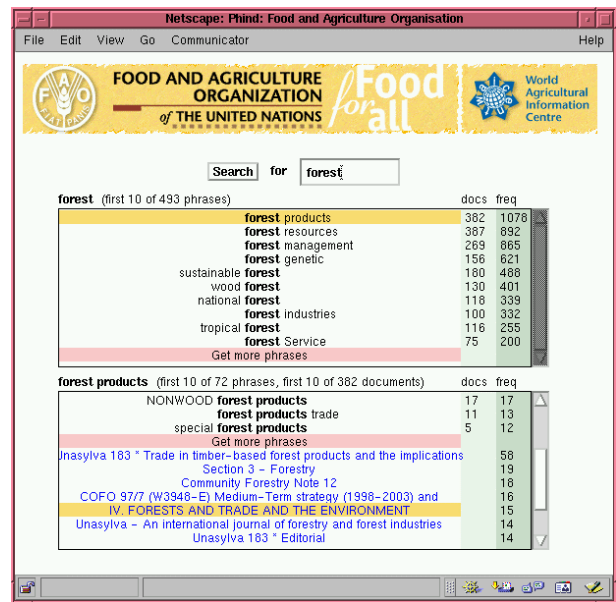 Netscape: Phind: Food and Agriculture Organisation
File Edit View Go Communicator Help
FAO
FIAT PANIS
FOOD AND AGRICULTURE
ORGANIZATION
of THE UNITED NATIONS
Food
for
all
World
Agricultural
Information
Centre
Search for forest
forest (first 10 of 493 phrases) docs freq
forest products 382 1078
forest resources 387 892
forest management 269 865
forest genetic 156 621
sustainable forest 180 488
wood forest 130 401
national forest 118 339
forest industries 100 332
tropical forest 116 255
forest Service 75 200
Get more phrases
forest products (first 10 of 72 phrases, first 10 of 382 documents) docs freq
NONWOOD forest products 17 17
forest products trade 11 13
special forest products 5 12
Get more phrases
Unasylva 183 * Trade in timber-based forest products and the implications 58
Section 3 - Forestry 19
Community Forestry Note 12 18
COFO 97/7 (W3948-E) Medium-Term strategy (1998-2003) and 16
IV. FORESTS AND TRADE AND THE ENVIRONMENT 15
Unasylva - An international journal of forestry and forest industries 14
Unasylva 183 * Editorial 14